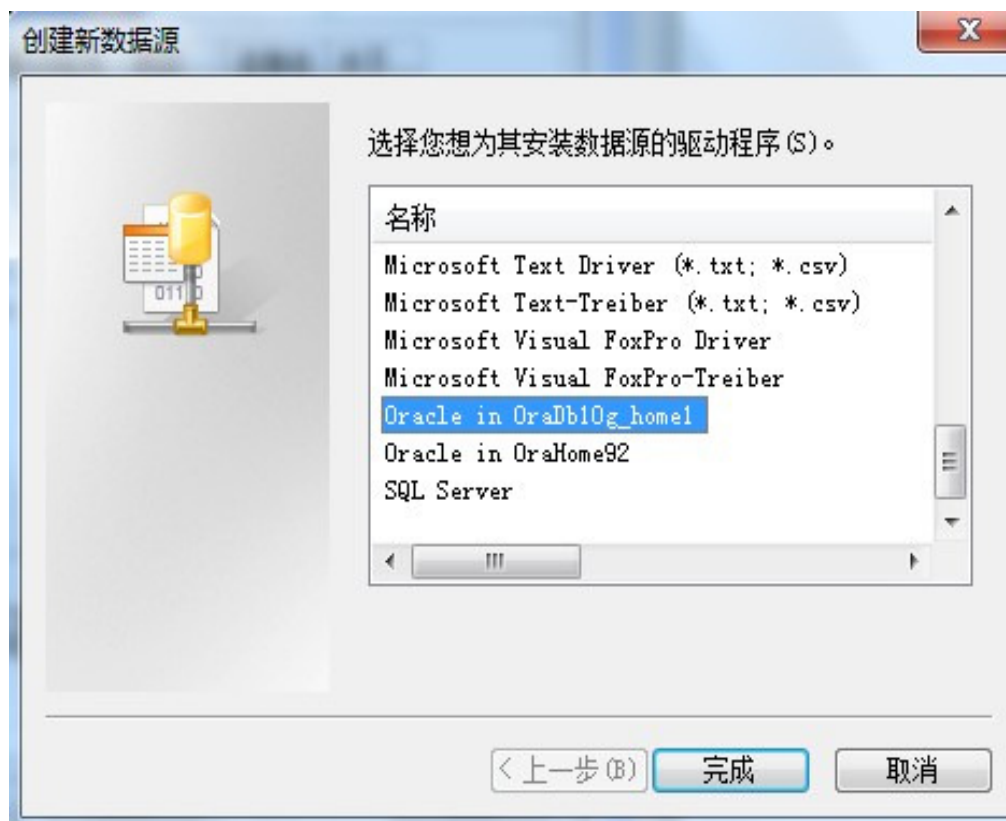 创建新数据源
选择您想为其安装数据源的驱动程序(S)。
名称
Microsoft Text Driver (*.txt; *.csv)
Microsoft Text-Treiber (*.txt; *.csv)
Microsoft Visual FoxPro Driver
Microsoft Visual FoxPro-Treiber
Oracle in OraDb10g_home1
Oracle in OraHome92
SQL Server
<上一步(B) 完成 取消